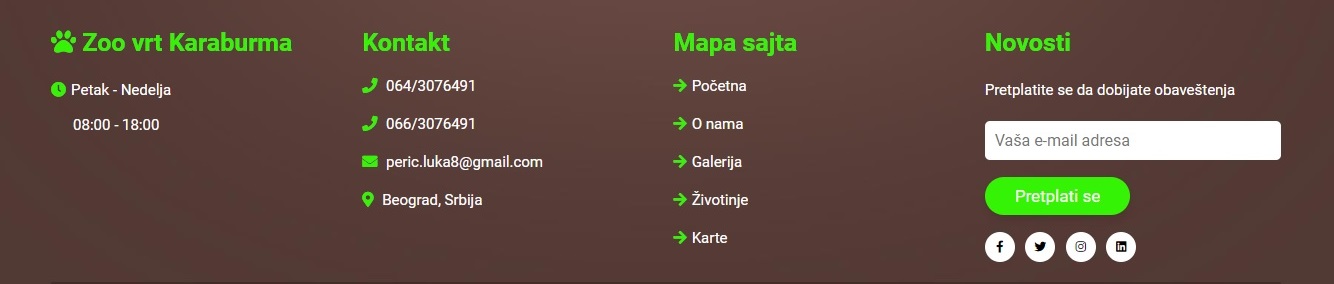 Zoo vrt Karaburma
Petak - Nedelja
08:00 - 18:00
Kontakt
064/3076491
066/3076491
peric.luka8@gmail.com
Beograd, Srbija
Mapa sajta
Početna
O nama
Galerija
Životinje
Karte
Novosti
Pretplatite se da dobijate obaveštenja
Vaša e-mail adresa
Pretplati se